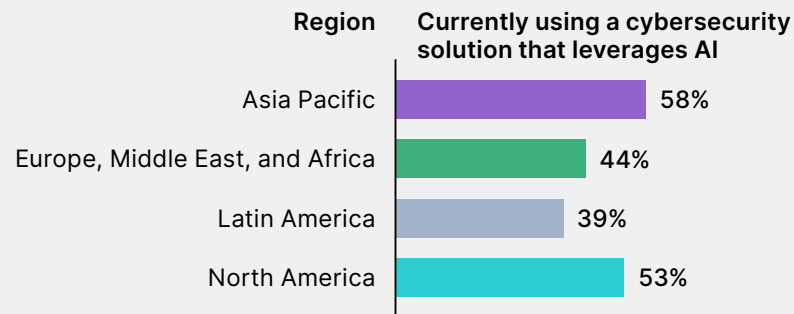 Region
Currently using a cybersecurity
solution that leverages AI
Asia Pacific
58%
Europe, Middle East, and Africa
44%
Latin America
39%
North America
53%